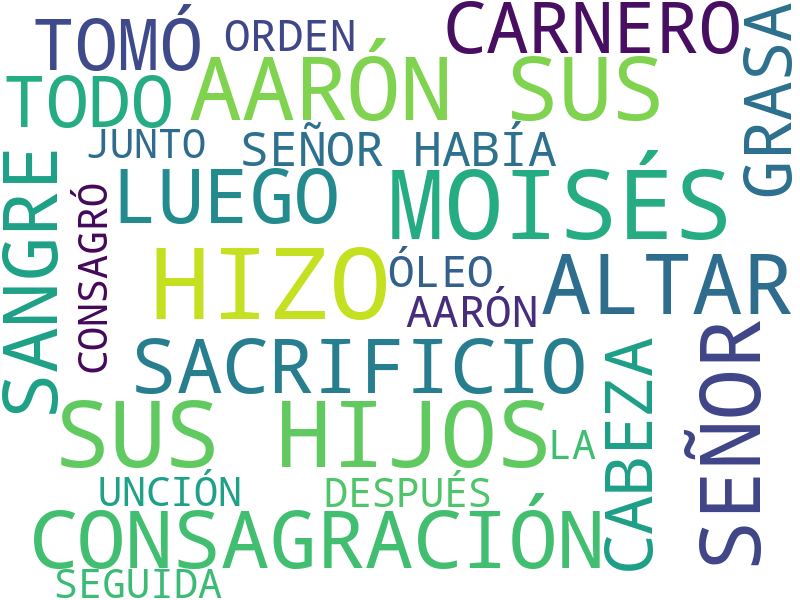 TOMÓ
ORDEN
CARNERO
GRASA
TODO
AARÓN SUS
JUNTO
SEÑOR HABÍA
SANGRE
CONSAGRÓ
LUEGO
MOISÉS
HIZO
ÓLEO
AARÓN
ALTAR
SACRIFICIO
CABEZA
SEÑOR
SUS HIJOS
LA
UNCIÓN
DESPUÉS
CONSAGRACIÓN
SEGUIDA